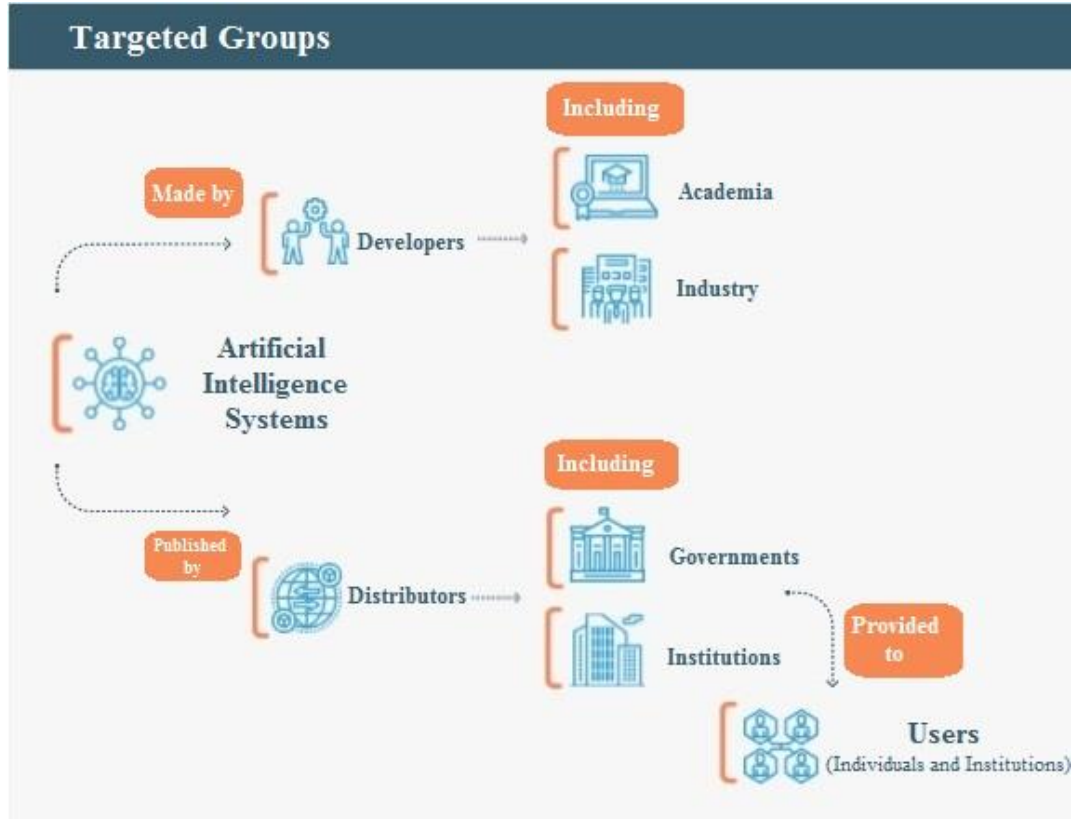 Targeted Groups
Including
Made by
Academia
Developers
Industry
Artificial
Intelligence
Systems
Including
Published
by
Governments
Distributors
Provided
to
Institutions
Users
(Individuals and Institutions)